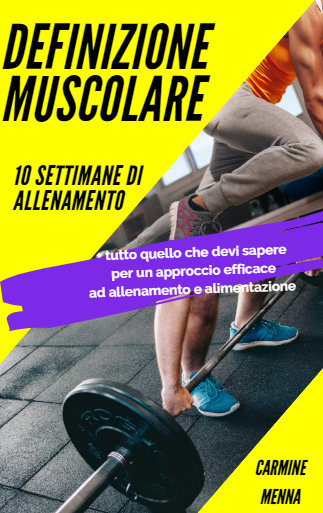 DEFINIZIONE
MUSCOLARE
10 SETTIMANE DI
ALLENAMENTO
• tutto quello che devi sapere
per un approccio efficace
ad allenamento e alimentazione
CARMINE
MENNA